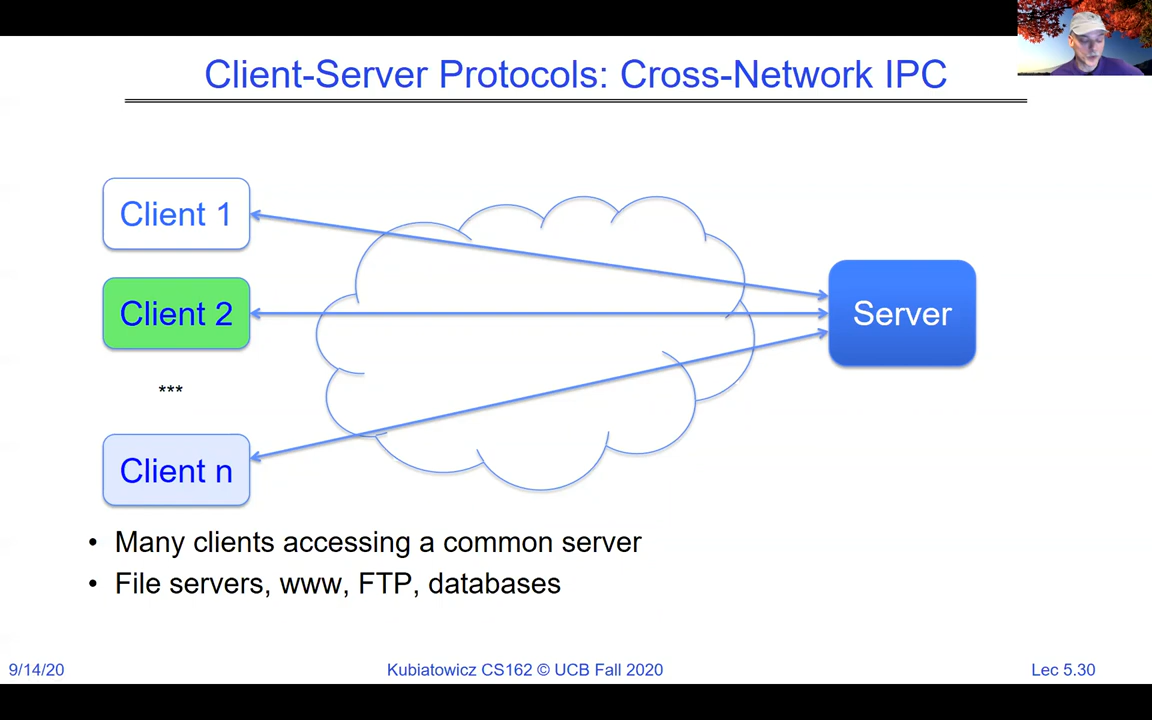 Client-Server Protocols: Cross-Network IPC
Client 1
Client 2
Server
***
Client n
• Many clients accessing a common server
• File servers, www, FTP, databases
9/14/20
Kubiatowicz CS162 © UCB Fall 2020
Lec 5.30